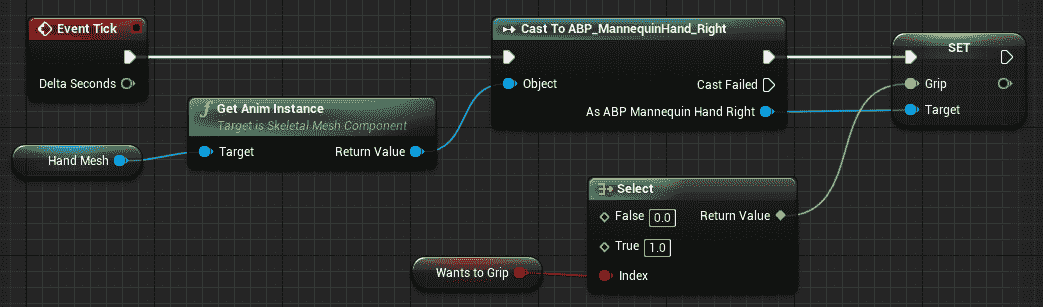 Event Tick
Delta Seconds
Hand Mesh
f Get Anim Instance
Target is Skeletal Mesh Component
Target Return Value
Cast To ABP_MannequinHand_Right
Object
Cast Failed
As ABP Mannequin Hand Right
SET
Grip
Target
Select
False 0.0 Return Value
True 1.0
Index
Wants to Grip